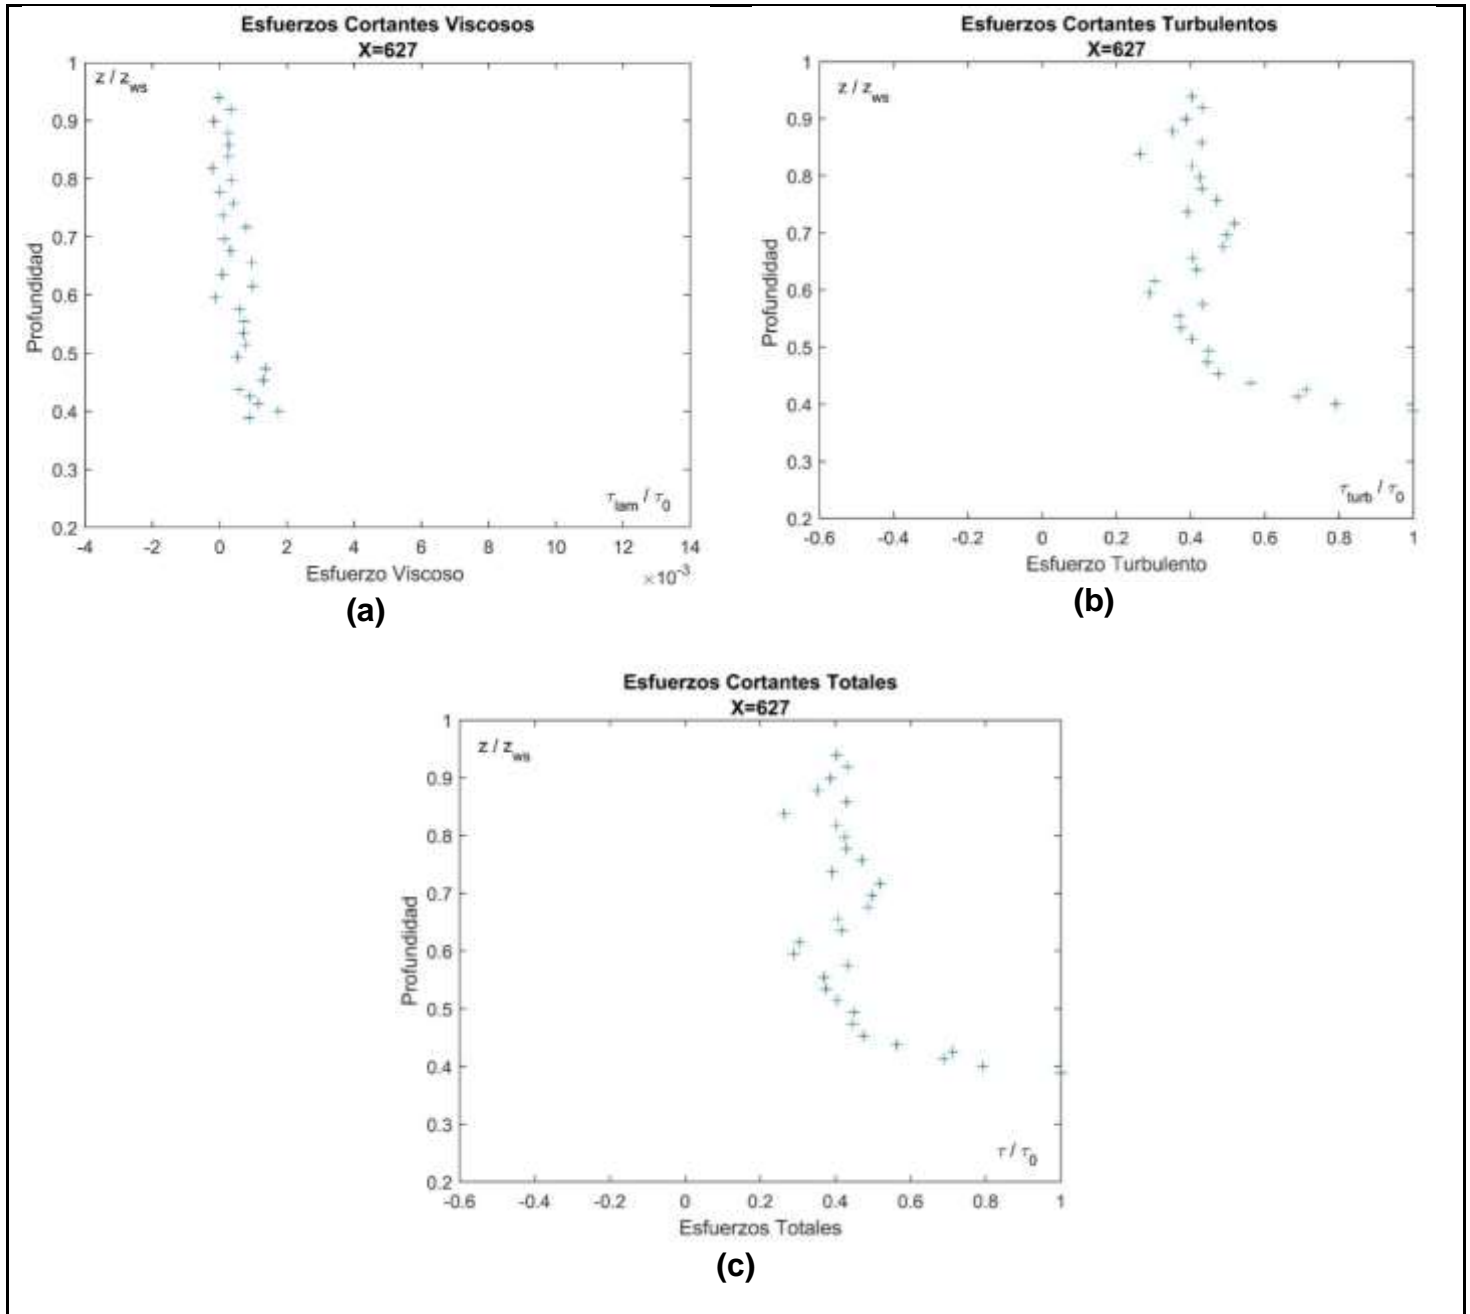 Esfuerzos Cortantes Viscosos
X=627
z / z_ws
1
0.9
0.8
0.7
0.6
0.5
0.4
0.3
0.2
Profundidad
τ_lam / τ_0
-4 -2 0 2 4 6 8 10 12 14
Esfuerzo Viscoso
×10^-3
(a)
Esfuerzos Cortantes Turbulentos
X=627
z / z_ws
1
0.9
0.8
0.7
0.6
0.5
0.4
0.3
0.2
Profundidad
τ_turb / τ_0
-0.6 -0.4 -0.2 0 0.2 0.4 0.6 0.8 1
Esfuerzo Turbulento
(b)
Esfuerzos Cortantes Totales
X=627
z / z_ws
1
0.9
0.8
0.7
0.6
0.5
0.4
0.3
0.2
Profundidad
τ / τ_0
-0.6 -0.4 -0.2 0 0.2 0.4 0.6 0.8 1
Esfuerzos Totales
(c)